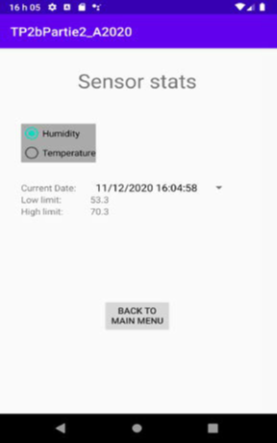 16 h 05
TP2bPartie2_A2020
Sensor stats
Humidity
Temperature
Current Date: 11/12/2020 16:04:58
Low limit: 53.3
High limit: 70.3
BACK TO
MAIN MENU